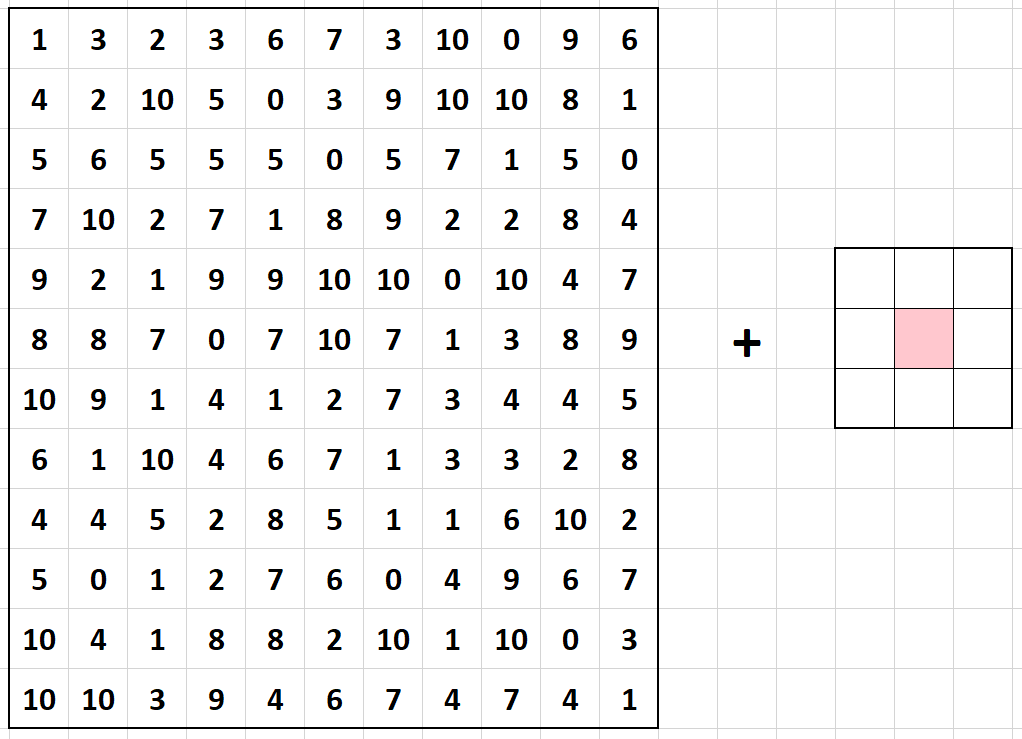 1 3 2 3 6 7 3 10 0 9 6
4 2 10 5 0 3 9 10 10 8 1
5 6 5 5 5 0 5 7 1 5 0
7 10 2 7 1 8 9 2 2 8 4
9 2 1 9 9 10 10 0 10 4 7
8 8 7 0 7 10 7 1 3 8 9
+
10 9 1 4 1 2 7 3 4 4 5
6 1 10 4 6 7 1 3 3 2 8
4 4 5 2 8 5 1 1 6 10 2
5 0 1 2 7 6 0 4 9 6 7
10 4 1 8 8 2 10 1 10 0 3
10 10 3 9 4 6 7 4 7 4 1